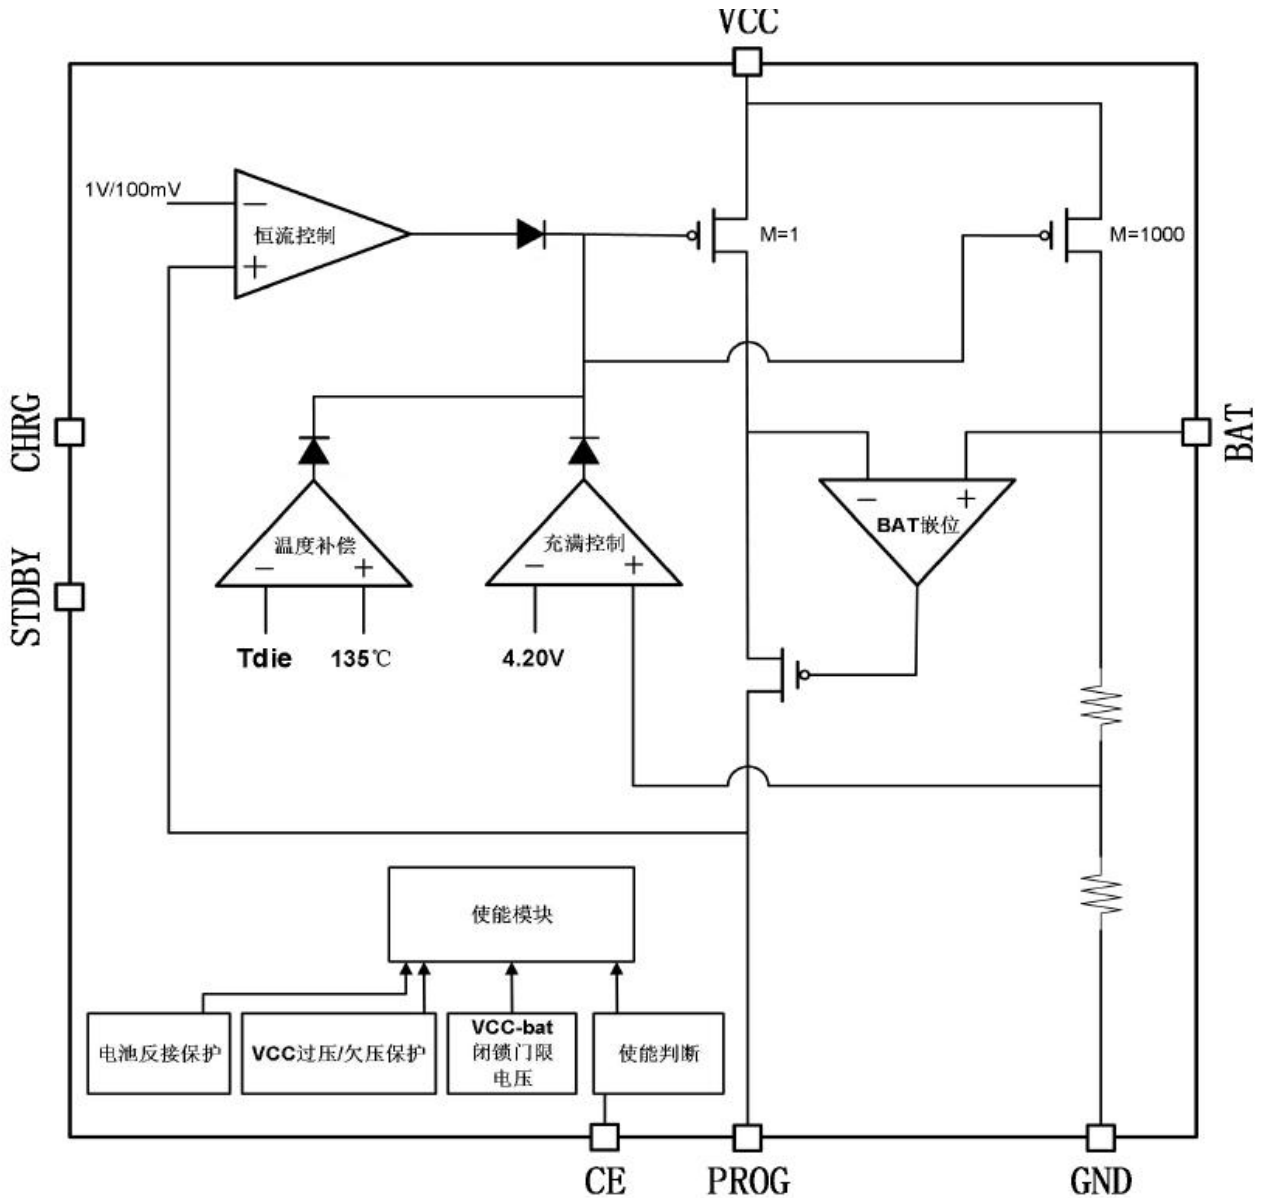 VCC
1V/100mV
恒流控制
M=1
M=1000
CHRG
BAT
BAT嵌位
温度补偿
充满控制
STDBY
Tdie
135℃
4.20V
使能模块
电池反接保护
VCC过压/欠压保护
VCC-bat
闭锁门限
电压
使能判断
CE
PROG
GND